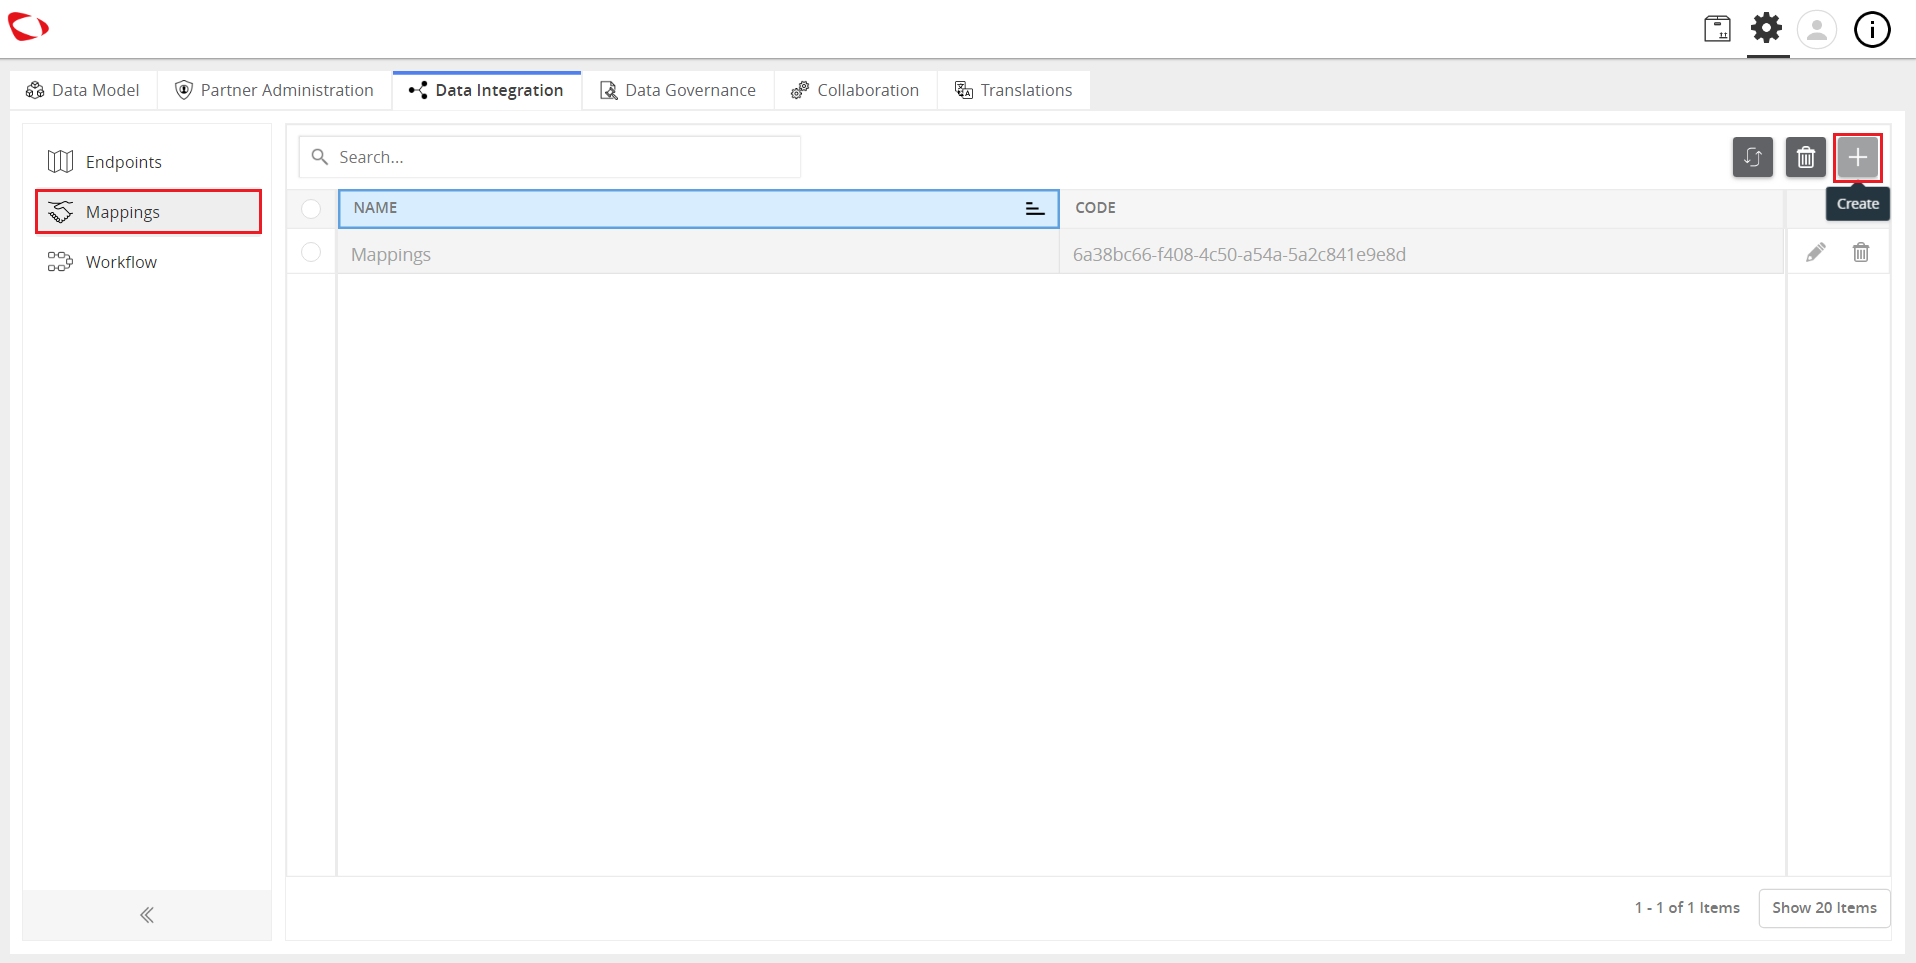 Data Model Partner Administration Data Integration Data Governance Collaboration Translations
Endpoints
Mappings
Workflow
Search...
Create
NAME CODE
Mappings 6a38bc66-f408-4c50-a54a-5a2c841e9e8d
1 - 1 of 1 Items Show 20 Items